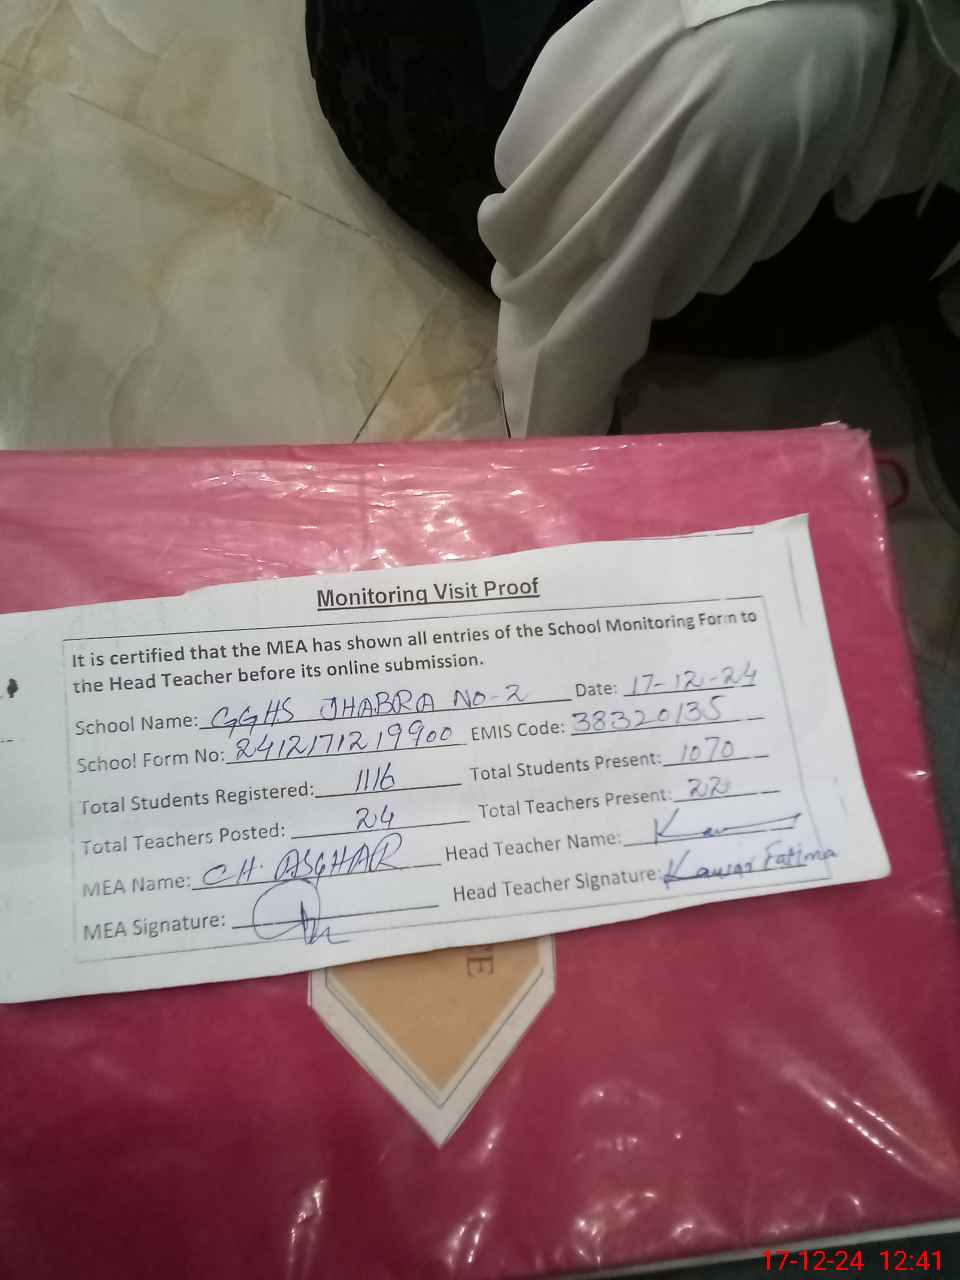 Monitoring Visit Proof
It is certified that the MEA has shown all entries of the School Monitoring Form to
the Head Teacher before its online submission.
School Name: GGHS JHABRA NO-2 Date: 17-12-24
School Form No: 2412171219900 EMIS Code: 38320135
Total Students Registered: 1116 Total Students Present: 1070
Total Teachers Posted: 24 Total Teachers Present: 22
MEA Name: CH. ASGHAR Head Teacher Name:
MEA Signature: Head Teacher Signature: Kausar Fatima
17-12-24 12:41